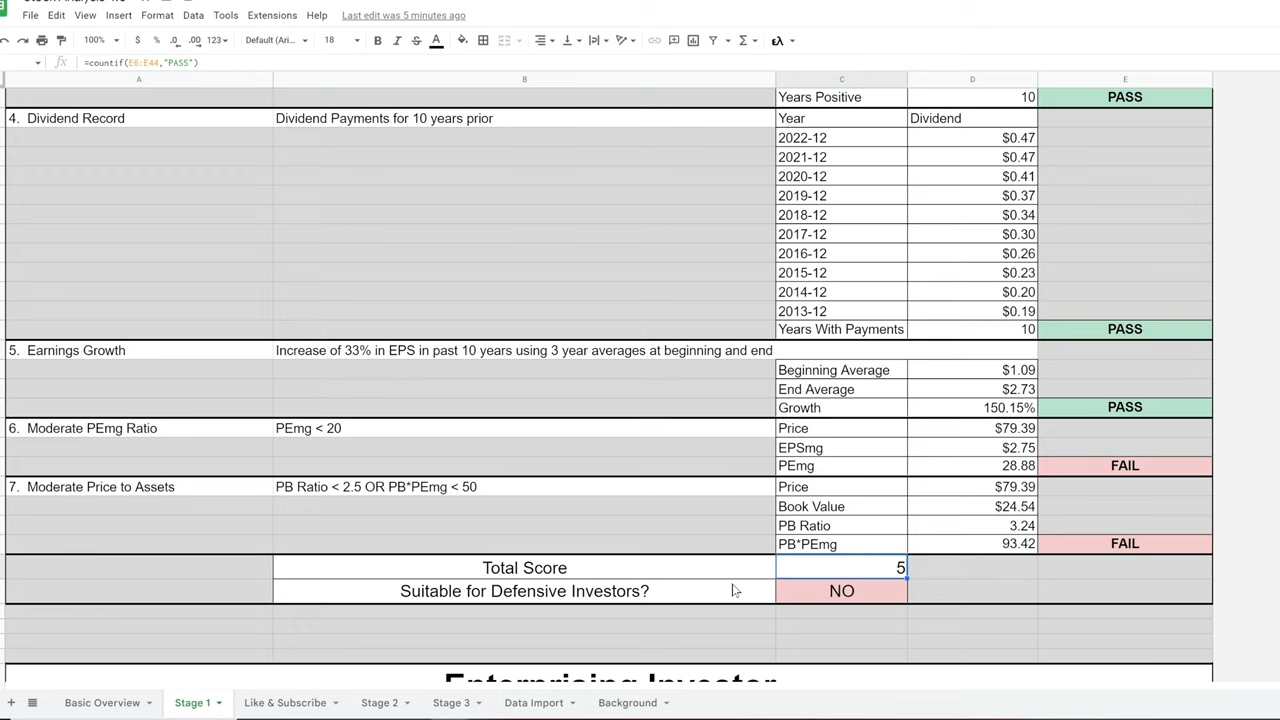 File Edit View Insert Format Data Tools Extensions Help Last edit was 5 minutes ago
100% $ % .0 .00 123 Default (Ari... 18 B I S A Σ ελ
fx =countif(E6:E44,"PASS")
A B C D E
Years Positive 10 PASS
4. Dividend Record Dividend Payments for 10 years prior Year Dividend
2022-12 $0.47
2021-12 $0.47
2020-12 $0.41
2019-12 $0.37
2018-12 $0.34
2017-12 $0.30
2016-12 $0.26
2015-12 $0.23
2014-12 $0.20
2013-12 $0.19
Years With Payments 10 PASS
5. Earnings Growth Increase of 33% in EPS in past 10 years using 3 year averages at beginning and end
Beginning Average $1.09
End Average $2.73
Growth 150.15% PASS
6. Moderate PEmg Ratio PEmg < 20 Price $79.39
EPSmg $2.75
PEmg 28.88 FAIL
7. Moderate Price to Assets PB Ratio < 2.5 OR PB*PEmg < 50 Price $79.39
Book Value $24.54
PB Ratio 3.24
PB*PEmg 93.42 FAIL
Total Score 5
Suitable for Defensive Investors? NO
Enterprising Investor
+ Basic Overview Stage 1 Like & Subscribe Stage 2 Stage 3 Data Import Background